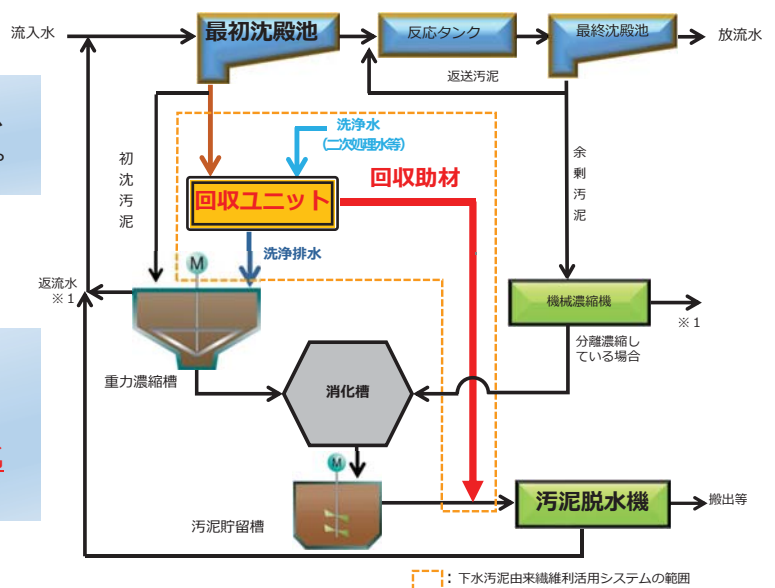 流入水
最初沈殿池
反応タンク
最終沈殿池
放流水
返送汚泥
、
。
洗浄水
(二次処理水等)
初沈汚泥
余剰汚泥
回収助材
回収ユニット
洗浄排水
M
返流水
※1
機械濃縮機
※1
分離濃縮し
ている場合
重力濃縮槽
消化槽
M
汚泥貯留槽
汚泥脱水機
搬出等
：下水汚泥由来繊維利活用システムの範囲